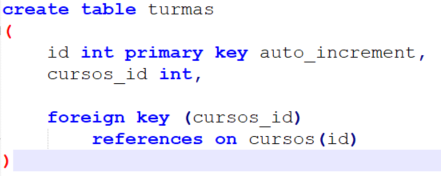 create table turmas
(
id int primary key auto_increment,
cursos_id int,
foreign key (cursos_id)
references on cursos(id)
)